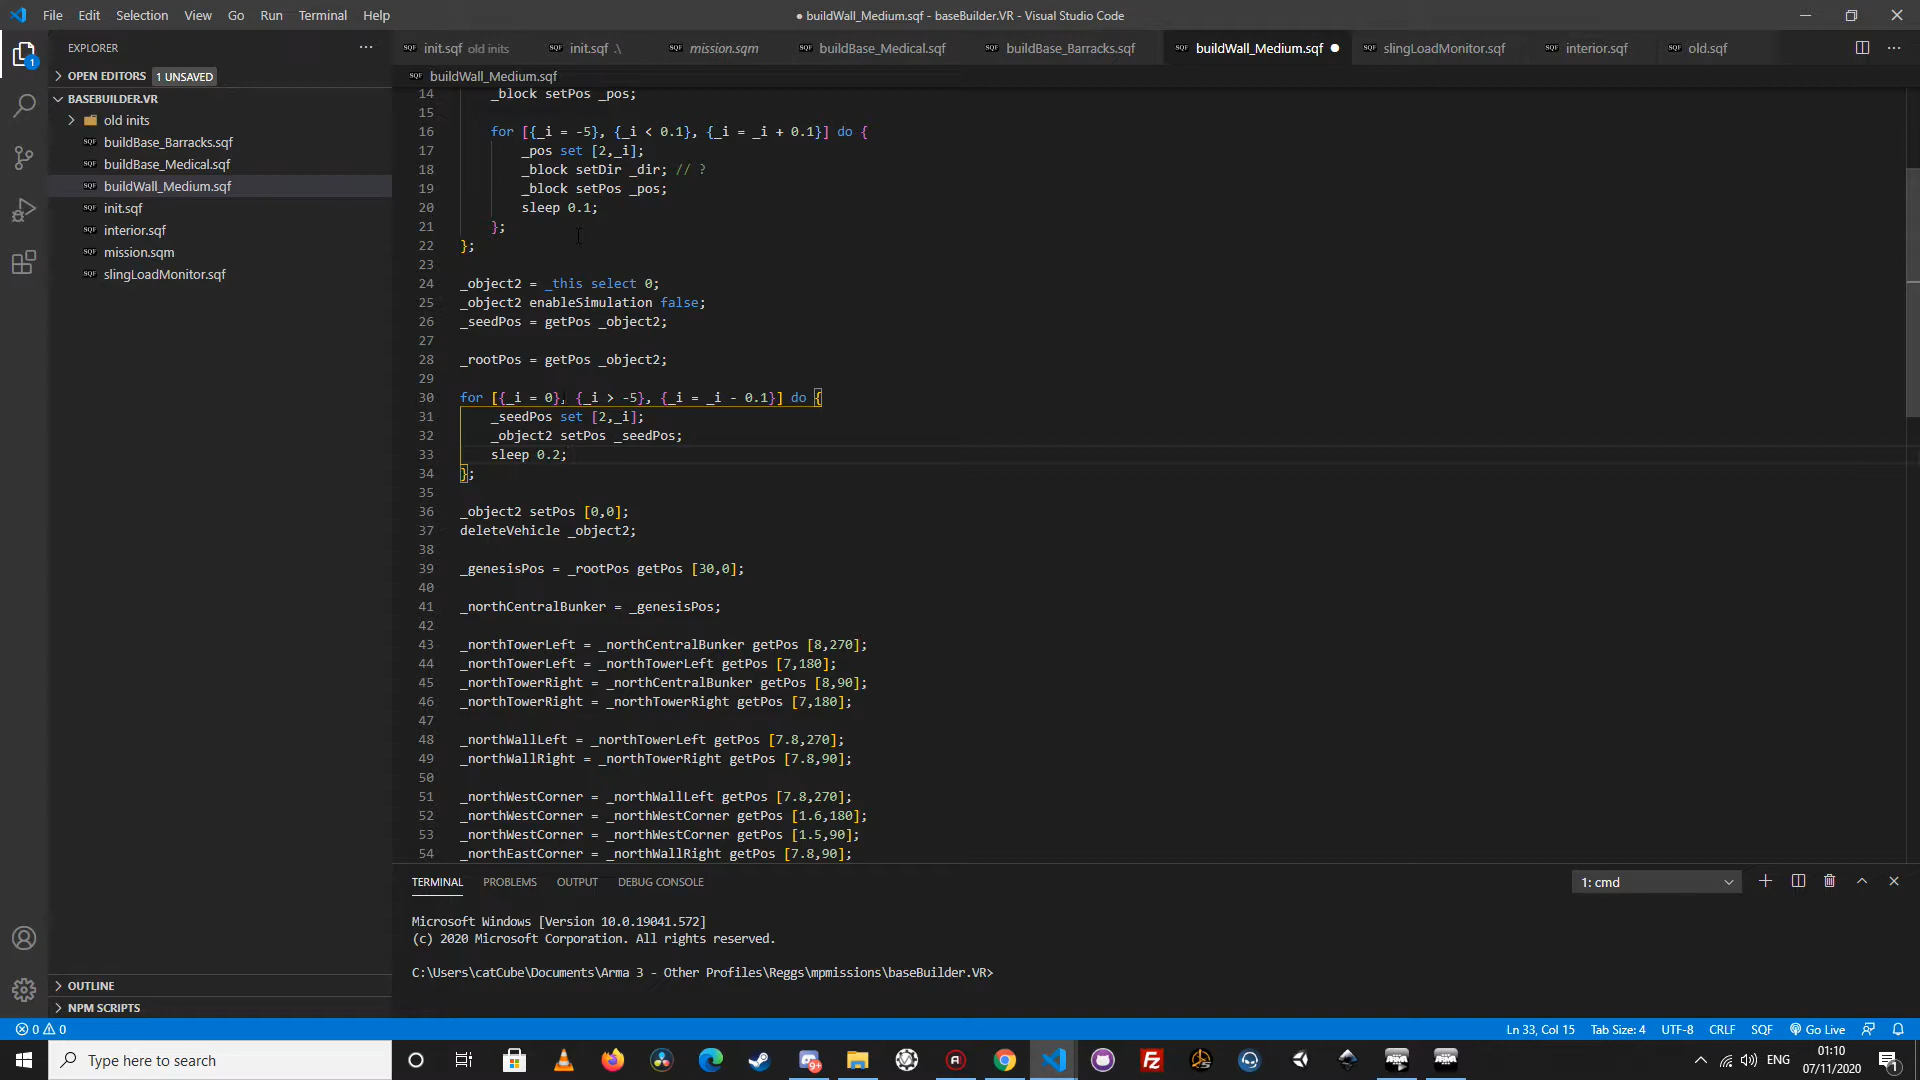 File Edit Selection View Go Run Terminal Help
● buildWall_Medium.sqf - baseBuilder.VR - Visual Studio Code
EXPLORER
init.sqf old inits
init.sqf .\
mission.sqm
buildBase_Medical.sqf
buildBase_Barracks.sqf
buildWall_Medium.sqf
slingLoadMonitor.sqf
interior.sqf
old.sqf
OPEN EDITORS 1 UNSAVED
BASEBUILDER.VR
old inits
buildBase_Barracks.sqf
buildBase_Medical.sqf
buildWall_Medium.sqf
init.sqf
interior.sqf
mission.sqm
slingLoadMonitor.sqf
OUTLINE
NPM SCRIPTS
buildWall_Medium.sqf
14 _block setPos _pos;
15
16 for [{_i = -5}, {_i < 0.1}, {_i = _i + 0.1}] do {
17 _pos set [2,_i];
18 _block setDir _dir; // ?
19 _block setPos _pos;
20 sleep 0.1;
21 };
22 };
23
24 _object2 = _this select 0;
25 _object2 enableSimulation false;
26 _seedPos = getPos _object2;
27
28 _rootPos = getPos _object2;
29
30 for [{_i = 0}, {_i > -5}, {_i = _i - 0.1}] do {
31 _seedPos set [2,_i];
32 _object2 setPos _seedPos;
33 sleep 0.2;
34 };
35
36 _object2 setPos [0,0];
37 deleteVehicle _object2;
38
39 _genesisPos = _rootPos getPos [30,0];
40
41 _northCentralBunker = _genesisPos;
42
43 _northTowerLeft = _northCentralBunker getPos [8,270];
44 _northTowerLeft = _northTowerLeft getPos [7,180];
45 _northTowerRight = _northCentralBunker getPos [8,90];
46 _northTowerRight = _northTowerRight getPos [7,180];
47
48 _northWallLeft = _northTowerLeft getPos [7.8,270];
49 _northWallRight = _northTowerRight getPos [7.8,90];
50
51 _northWestCorner = _northWallLeft getPos [7.8,270];
52 _northWestCorner = _northWestCorner getPos [1.6,180];
53 _northWestCorner = _northWestCorner getPos [1.5,90];
54 _northEastCorner = _northWallRight getPos [7.8,90];
TERMINAL PROBLEMS OUTPUT DEBUG CONSOLE
1: cmd
Microsoft Windows [Version 10.0.19041.572]
(c) 2020 Microsoft Corporation. All rights reserved.
C:\Users\catCube\Documents\Arma 3 - Other Profiles\Reggs\mpmissions\baseBuilder.VR>
0 0
Ln 33, Col 15 Tab Size: 4 UTF-8 CRLF SQF Go Live
Type here to search
ENG
01:10
07/11/2020